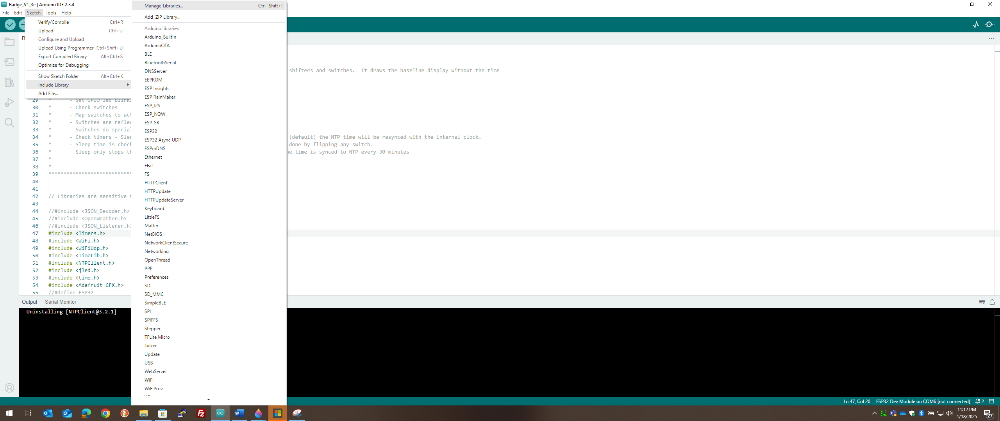 Badge_V1_3e | Arduino IDE 2.3.4
File Edit Sketch Tools Help
Verify/Compile Ctrl+R
Upload Ctrl+U
Configure and Upload
Upload Using Programmer Ctrl+Shift+U
Export Compiled Binary Alt+Ctrl+S
Optimize for Debugging
Show Sketch Folder Alt+Ctrl+K
Include Library
Add File...
Manage Libraries... Ctrl+Shift+I
Add .ZIP Library...
Arduino libraries
Arduino_BuiltIn
ArduinoOTA
BLE
BluetoothSerial
DNSServer
EEPROM
ESP Insights
ESP RainMaker
ESP_I2S
ESP_NOW
ESP_SR
ESP32
ESP32 Async UDP
ESPmDNS
Ethernet
FFat
FS
HTTPClient
HTTPUpdate
HTTPUpdateServer
Keyboard
LittleFS
Matter
NetBIOS
NetworkClientSecure
Networking
OpenThread
PPP
Preferences
SD
SD_MMC
SimpleBLE
SPI
SPIFFS
Stepper
TFLite Micro
Ticker
Update
USB
WebServer
WiFi
WiFiProv
shifters and switches.  It draws the baseline display without the time
29 * - Set GPIO led blink
30 * - Check switches
31 * - Map switches to act
32 * - Switches are reflec
33 * - Switches do special
34 * - Check timers - Slee (default) the NTP time will be resynced with the internal clock.
35 * - Sleep time is check done by flipping any switch.
36 * Sleep only stops th he time is synced to NTP every 30 minutes
37 *
38 *
39 ****************************
40
41
42 // Libraries are sensitive t
43
44 //#include <JSON_Decoder.h>
45 //#include <OpenWeather.h>
46 //#include <JSON_Listener.h>
47 #include <Timers.h>
48 #include <WiFi.h>
49 #include <WiFiUdp.h>
50 #include <TimeLib.h>
51 #include <NTPClient.h>
52 #include <jled.h>
53 #include <time.h>
54 #include <Adafruit_GFX.h>
55 //#define ESP32
Output Serial Monitor
Uninstalling [NTPClient@3.2.1]
Ln 47, Col 20 ESP32 Dev Module on COM6 [not connected] 2
11:12 PM
1/18/2025
27